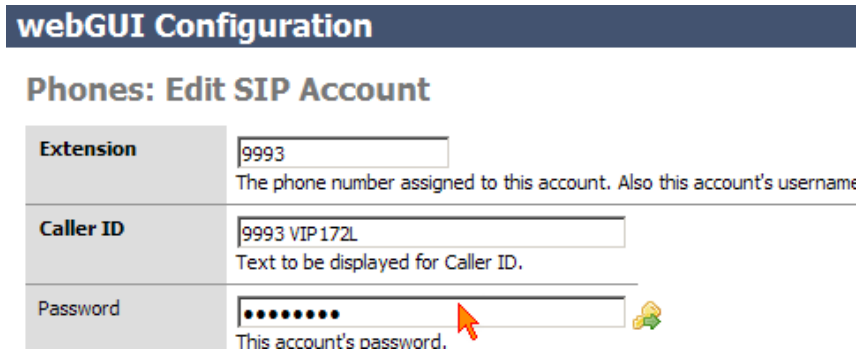 webGUI Configuration
Phones: Edit SIP Account
Extension
9993
The phone number assigned to this account. Also this account's username
Caller ID
9993 VIP172L
Text to be displayed for Caller ID.
Password
••••••••
This account's password.